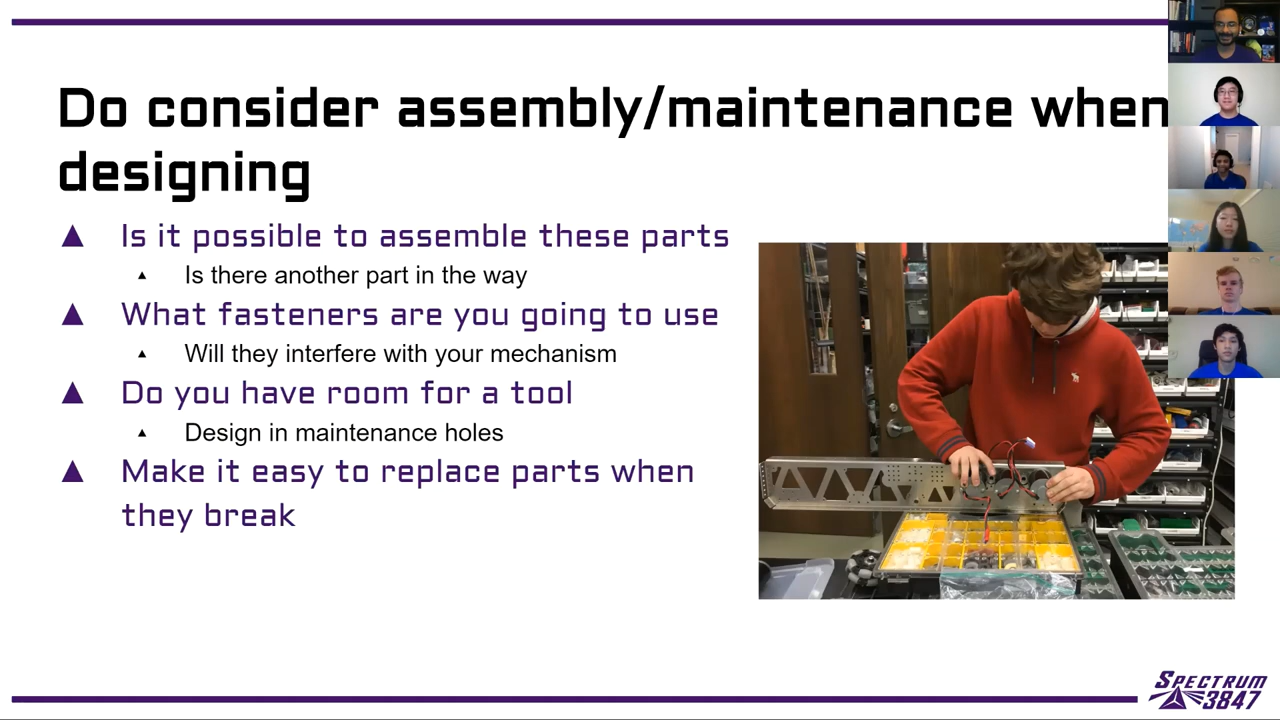 Do consider assembly/maintenance when
designing
Is it possible to assemble these parts
Is there another part in the way
What fasteners are you going to use
Will they interfere with your mechanism
Do you have room for a tool
Design in maintenance holes
Make it easy to replace parts when
they break
SPECTRUM
3847